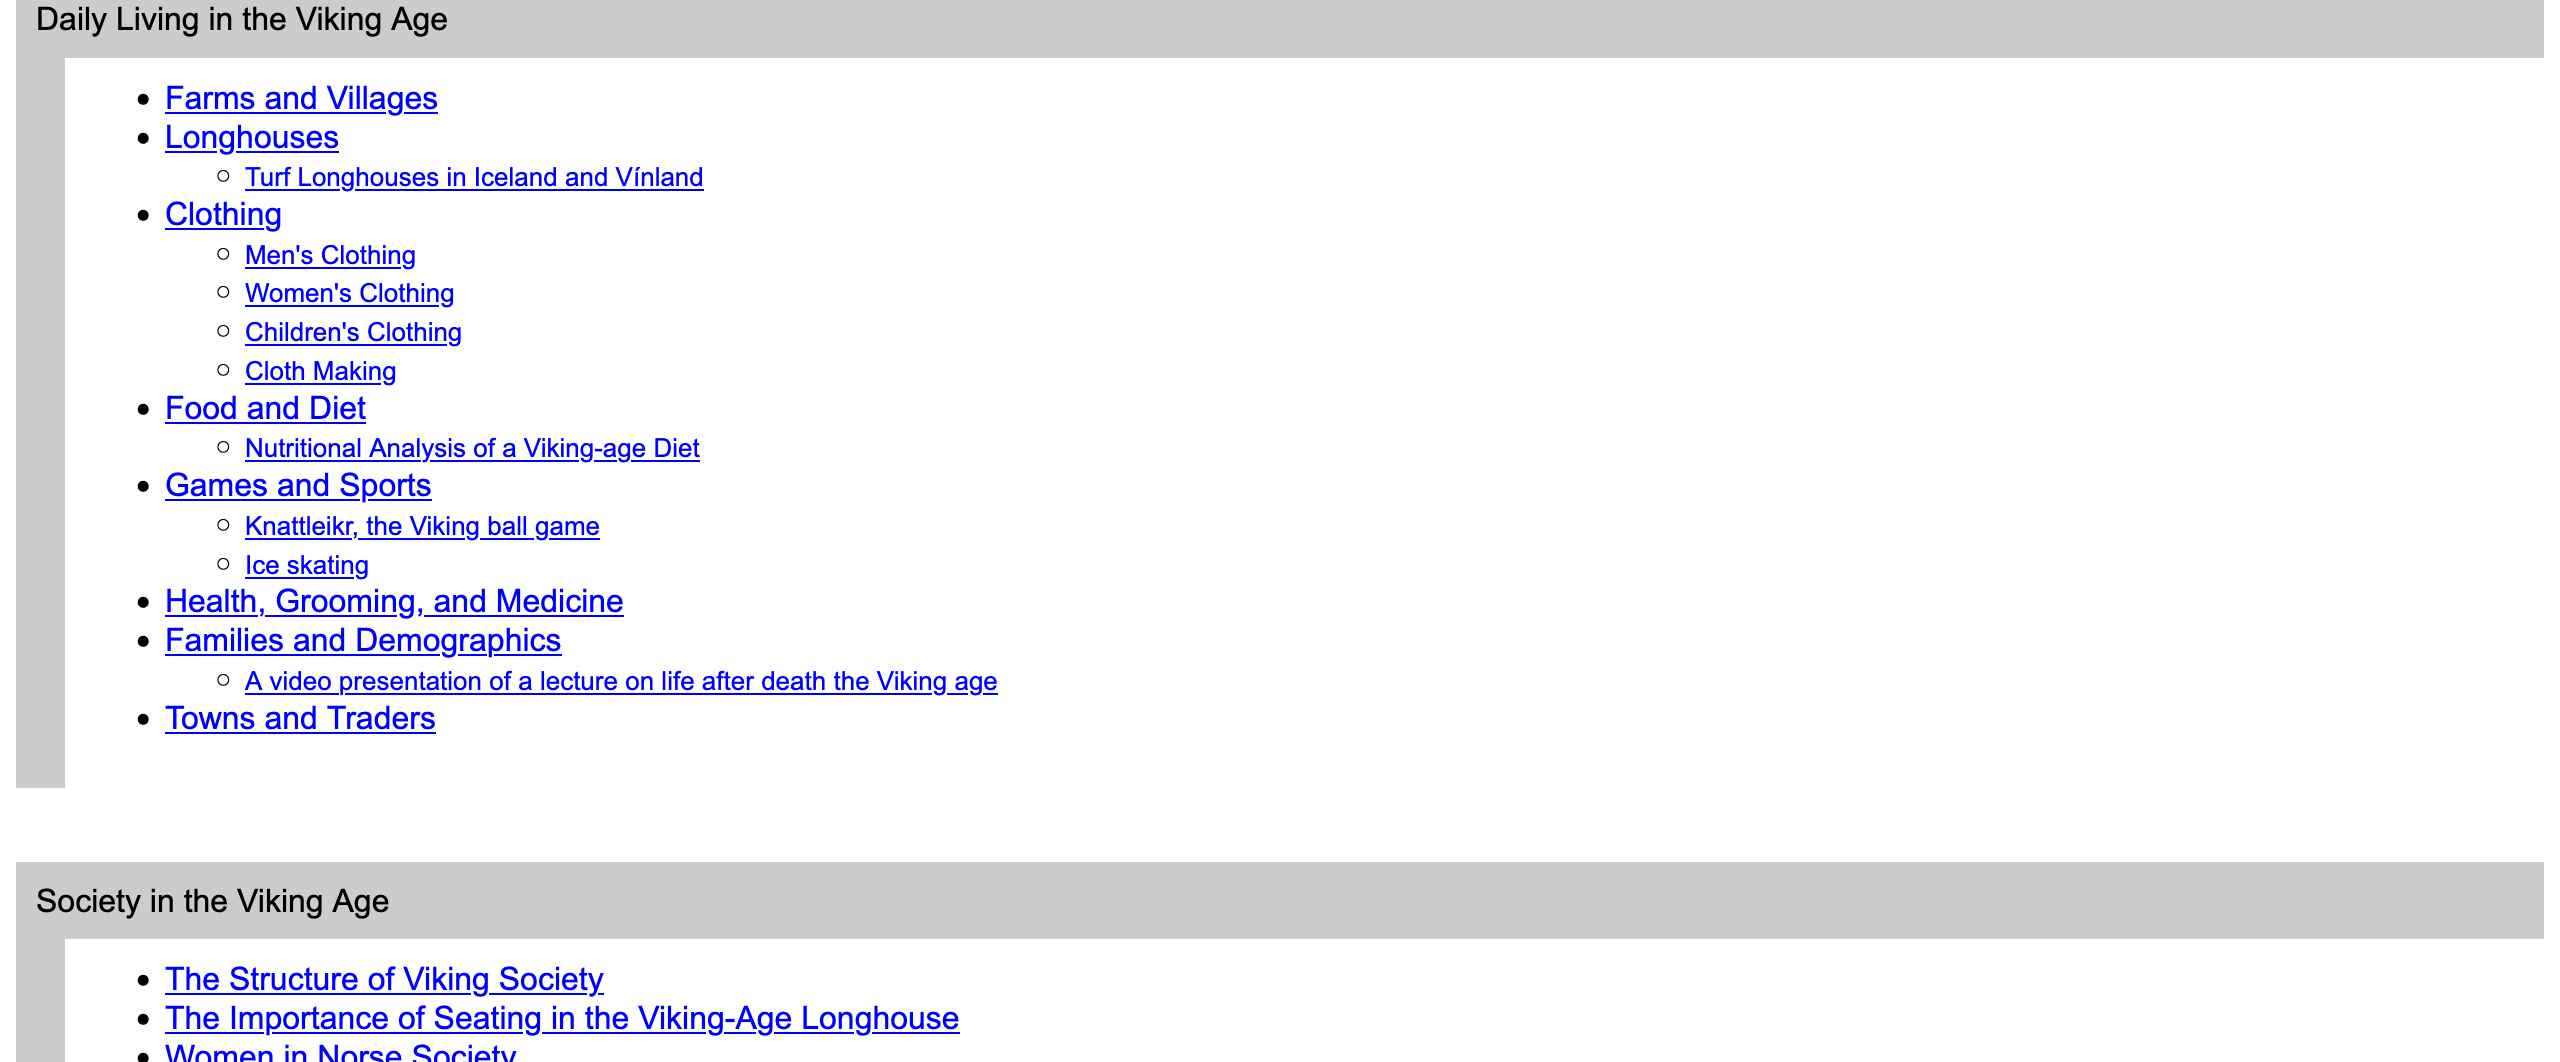 Daily Living in the Viking Age
Farms and Villages
Longhouses
Turf Longhouses in Iceland and Vínland
Clothing
Men's Clothing
Women's Clothing
Children's Clothing
Cloth Making
Food and Diet
Nutritional Analysis of a Viking-age Diet
Games and Sports
Knattleikr, the Viking ball game
Ice skating
Health, Grooming, and Medicine
Families and Demographics
A video presentation of a lecture on life after death the Viking age
Towns and Traders
Society in the Viking Age
The Structure of Viking Society
The Importance of Seating in the Viking-Age Longhouse
Women in Norse Society